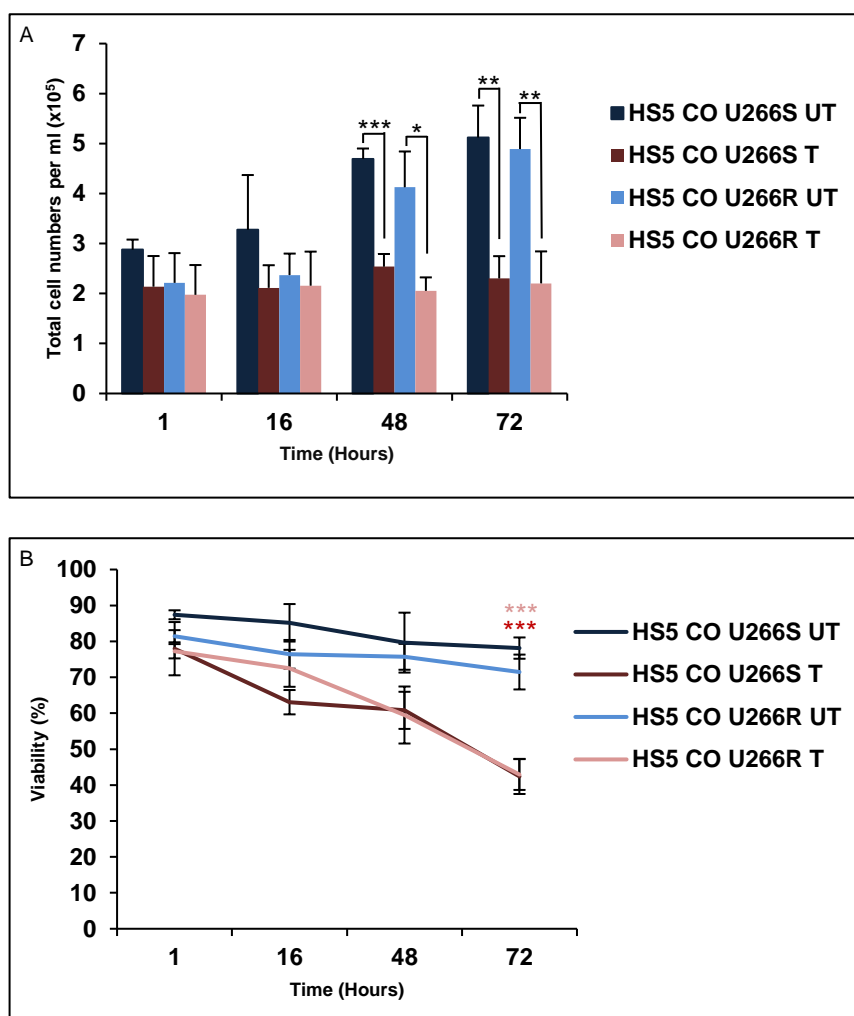 A
Total cell numbers per ml (x10⁵)
7
6
5
4
3
2
1
0
*** * ** **
1 16 48 72
Time (Hours)
HS5 CO U266S UT
HS5 CO U266S T
HS5 CO U266R UT
HS5 CO U266R T
B
Viability (%)
100
90
80
70
60
50
40
30
20
10
0
***
***
1 16 48 72
Time (Hours)
HS5 CO U266S UT
HS5 CO U266S T
HS5 CO U266R UT
HS5 CO U266R T